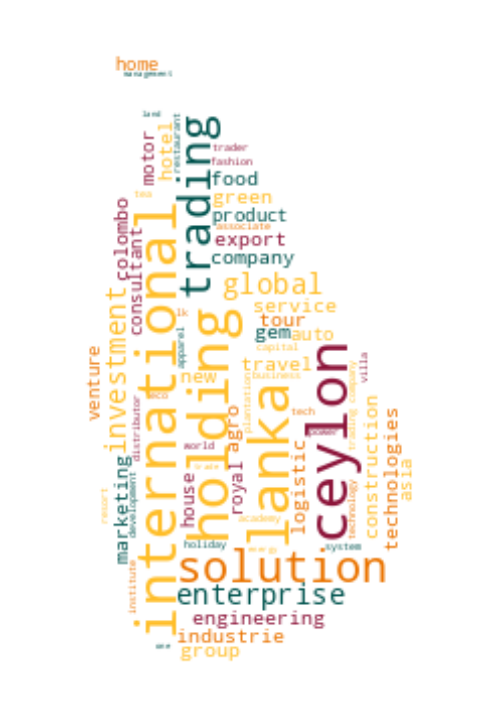 home
management
land
motor
hotel
restaurant
trading
trader
fashion
food
tea
green
colombo
product
associate
consultant
export
international
company
global
investment
service
holding
lk
tour
apparel
gem
auto
capital
venture
ceylon
travel
villa
new
business
lanka
company
trading
eco
plantation
distributor
agro
tech
construction
technologies
power
world
marketing
royal
logistic
trade
asia
development
house
technology
resort
academy
holiday
energy
system
solution
institute
enterprise
engineering
industrie
one
group